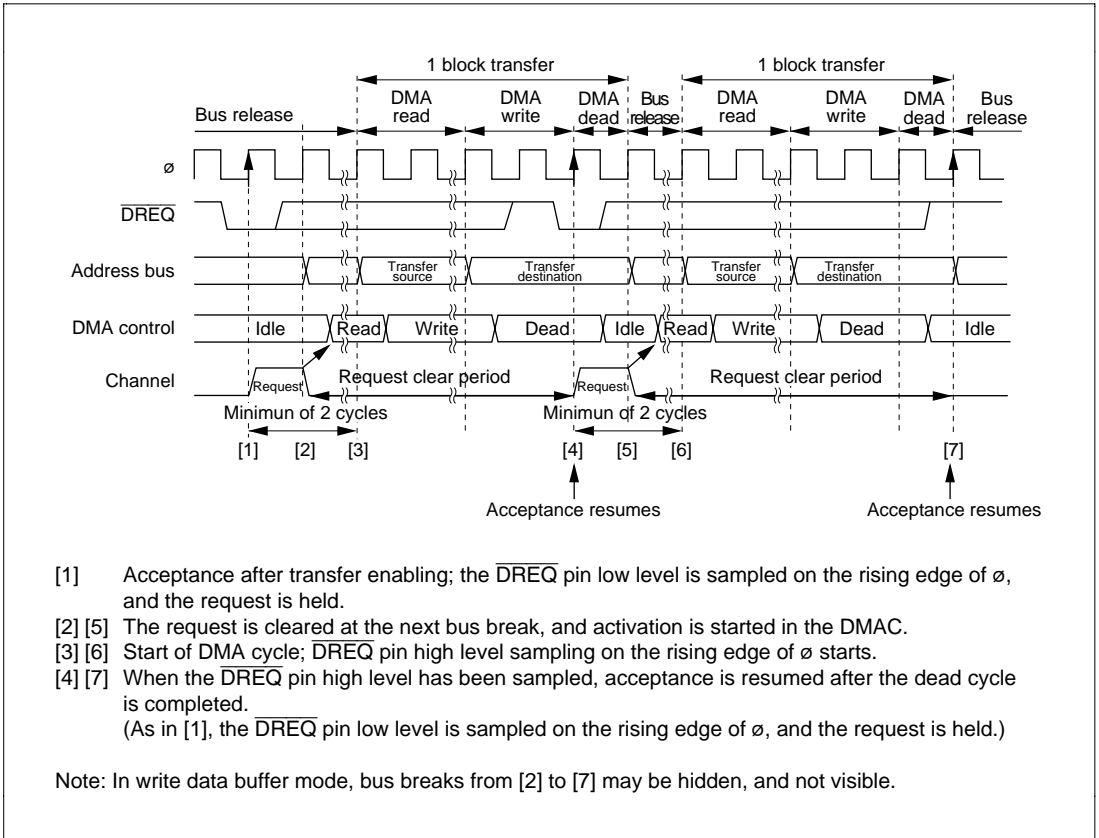 1 block transfer 1 block transfer
Bus release DMA read DMA write DMA dead Bus release DMA read DMA write DMA dead Bus release
ø
DREQ
Address bus Transfer source Transfer destination Transfer source Transfer destination
DMA control Idle Read Write Dead Idle Read Write Dead Idle
Channel Request Request clear period Request Request clear period
Minimun of 2 cycles Minimun of 2 cycles
[1] [2] [3] [4] [5] [6] [7]
Acceptance resumes Acceptance resumes
[1] Acceptance after transfer enabling; the DREQ pin low level is sampled on the rising edge of ø,
and the request is held.
[2] [5] The request is cleared at the next bus break, and activation is started in the DMAC.
[3] [6] Start of DMA cycle; DREQ pin high level sampling on the rising edge of ø starts.
[4] [7] When the DREQ pin high level has been sampled, acceptance is resumed after the dead cycle
is completed.
(As in [1], the DREQ pin low level is sampled on the rising edge of ø, and the request is held.)
Note: In write data buffer mode, bus breaks from [2] to [7] may be hidden, and not visible.